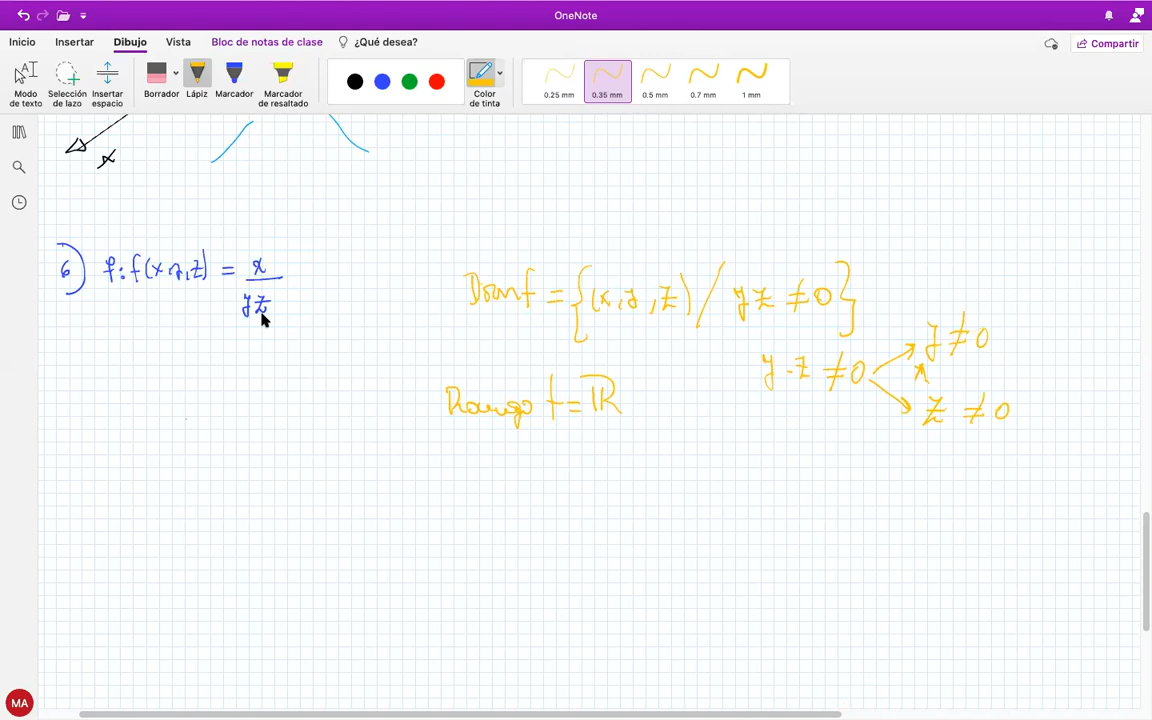 OneNote
Inicio Insertar Dibujo Vista Bloc de notas de clase ¿Qué desea? Compartir
Modo de texto
Selección de lazo
Insertar espacio
Borrador
Lápiz
Marcador
Marcador de resaltado
Color de tinta
0.25 mm 0.35 mm 0.5 mm 0.7 mm 1 mm
x
6) f: f(x,y,z) = x / yz
Dom f = {(x,y,z) / yz ≠ 0}
y·z ≠ 0
y ≠ 0
∧
z ≠ 0
Rango f = ℝ
MA